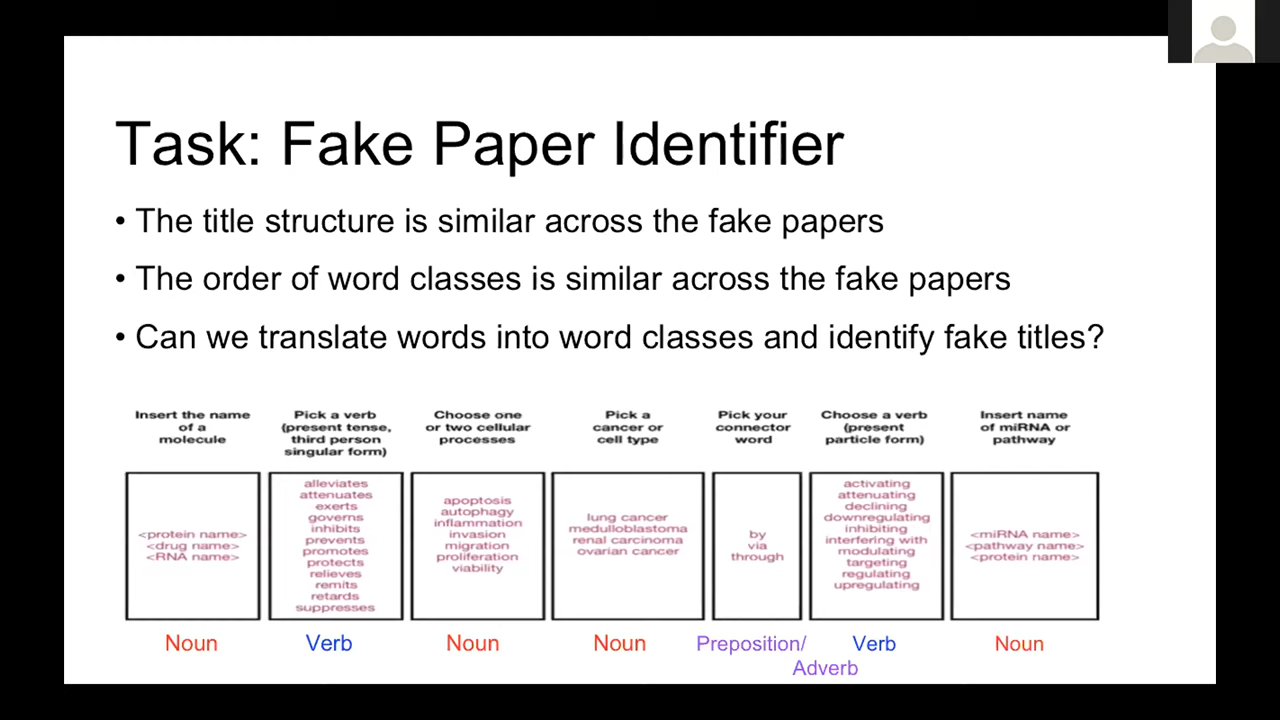 Task: Fake Paper Identifier
• The title structure is similar across the fake papers
• The order of word classes is similar across the fake papers
• Can we translate words into word classes and identify fake titles?
Insert the name
of a
molecule
Pick a verb
(present tense,
third person
singular form)
Choose one
or two cellular
processes
Pick a
cancer or
cell type
Pick your
connector
word
Choose a verb
(present
particle form)
Insert name
of miRNA or
pathway
<protein name>
<drug name>
<RNA name>
alleviates
attenuates
exerts
governs
inhibits
prevents
promotes
protects
relieves
remits
retards
suppresses
apoptosis
autophagy
inflammation
invasion
migration
proliferation
viability
lung cancer
medulloblastoma
renal carcinoma
ovarian cancer
by
via
through
activating
attenuating
declining
downregulating
inhibiting
interfering with
modulating
targeting
regulating
upregulating
<miRNA name>
<pathway name>
<protein name>
Noun
Verb
Noun
Noun
Preposition/
Adverb
Verb
Noun